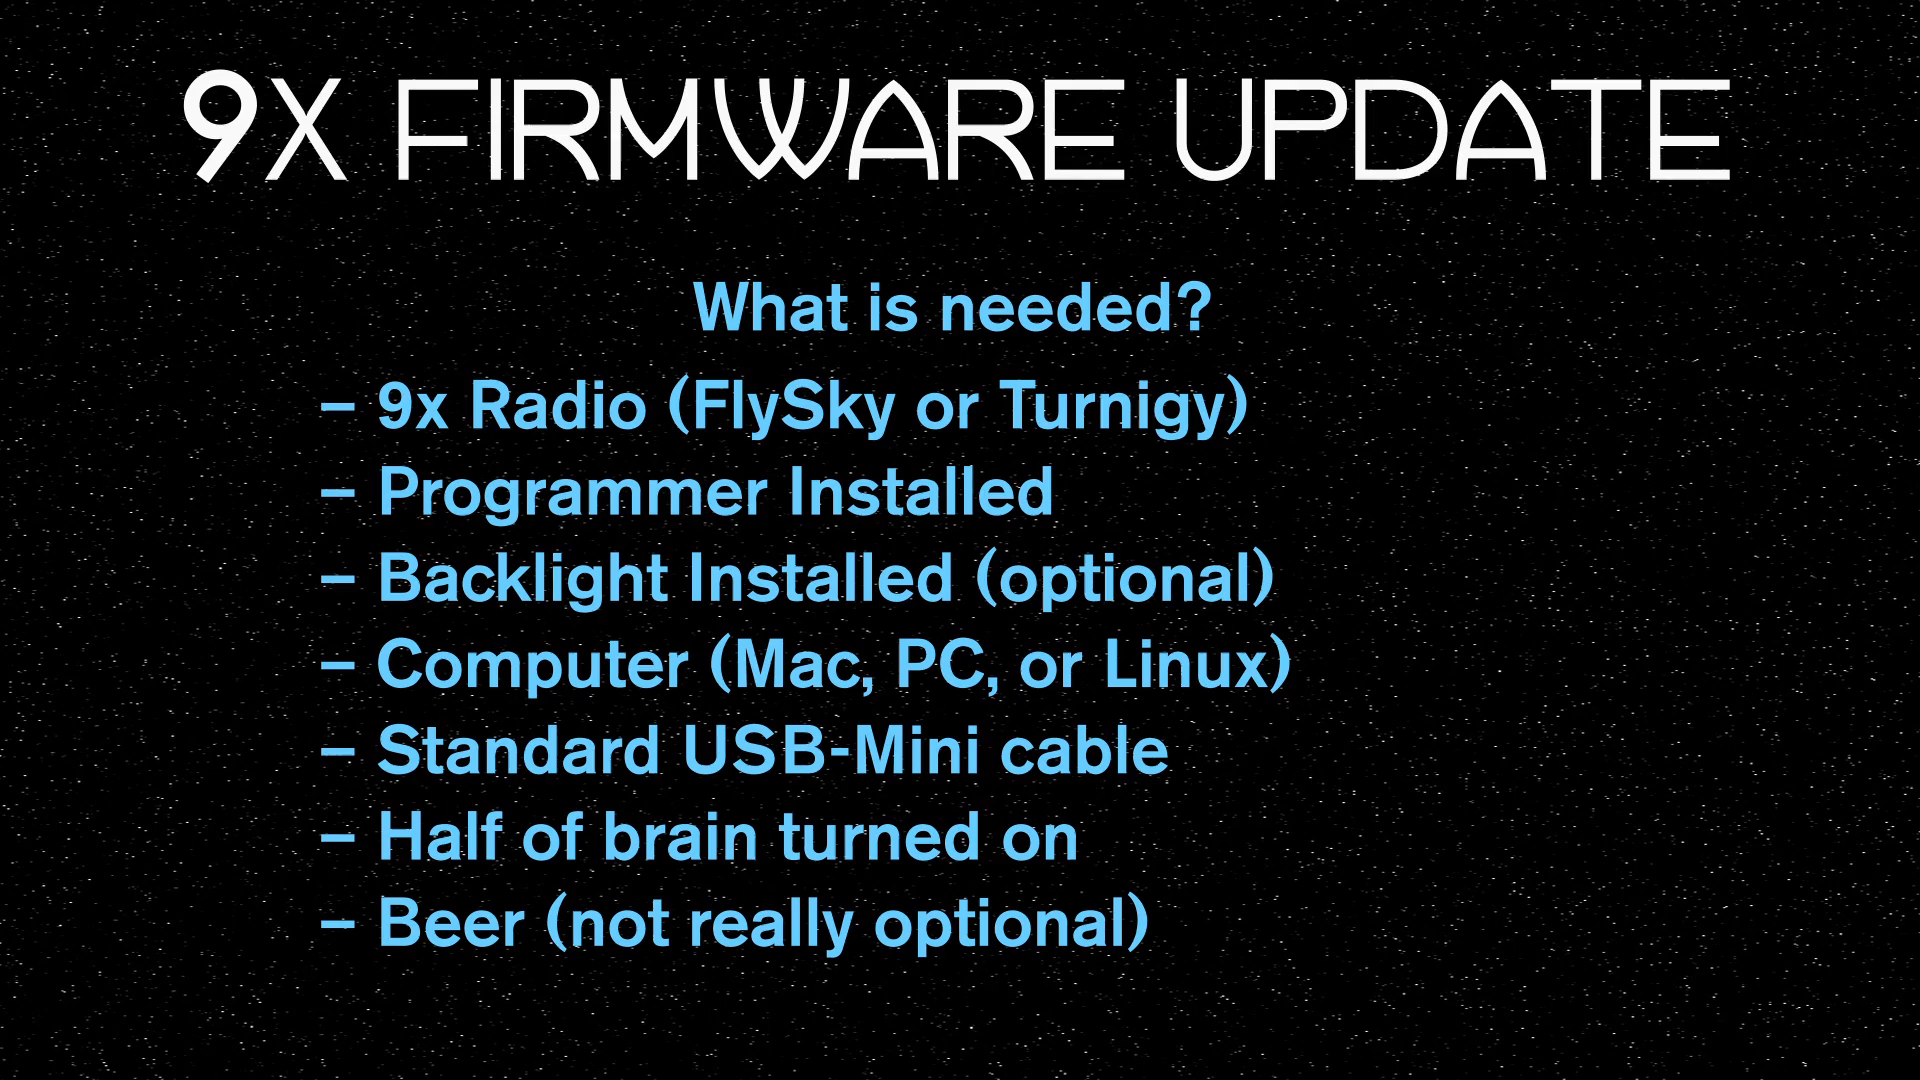 9X FIRMWARE UPDATE
What is needed?
– 9x Radio (FlySky or Turnigy)
– Programmer Installed
– Backlight Installed (optional)
– Computer (Mac, PC, or Linux)
– Standard USB-Mini cable
– Half of brain turned on
– Beer (not really optional)